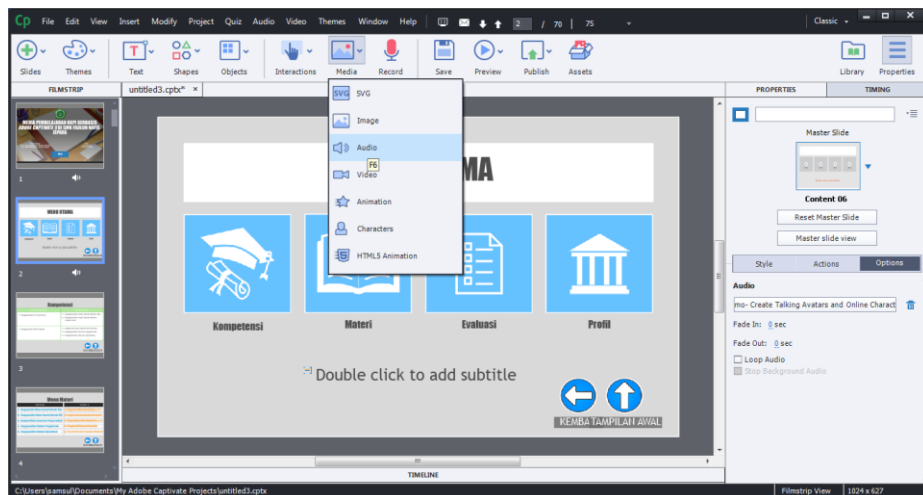 Cp File Edit View Insert Modify Project Quiz Audio Video Themes Window Help 2 / 70 75 Classic
Slides Themes Text Shapes Objects Interactions Media Record Save Preview Publish Assets Library Properties
FILMSTRIP untitled3.cptx* × PROPERTIES TIMING
SVG SVG
Image
Audio
F6
Video
Animation
Characters
HTML5 Animation
MEDIA PEMBELAJARAN
1
MENU UTAMA
2
Kompetensi
3
Menu Materi
4
MA
Kompetensi Materi Evaluasi Profil
Double click to add subtitle
KEMBA TAMPILAN AWAL
TIMELINE
Master Slide
Content 06
Reset Master Slide
Master slide view
Style Actions Options
Audio
mo- Create Talking Avatars and Online Charact
Fade In: 0 sec
Fade Out: 0 sec
Loop Audio
Stop Background Audio
C:\Users\samsul\Documents\My Adobe Captivate Projects\untitled3.cptx Filmstrip View 1024 x 627